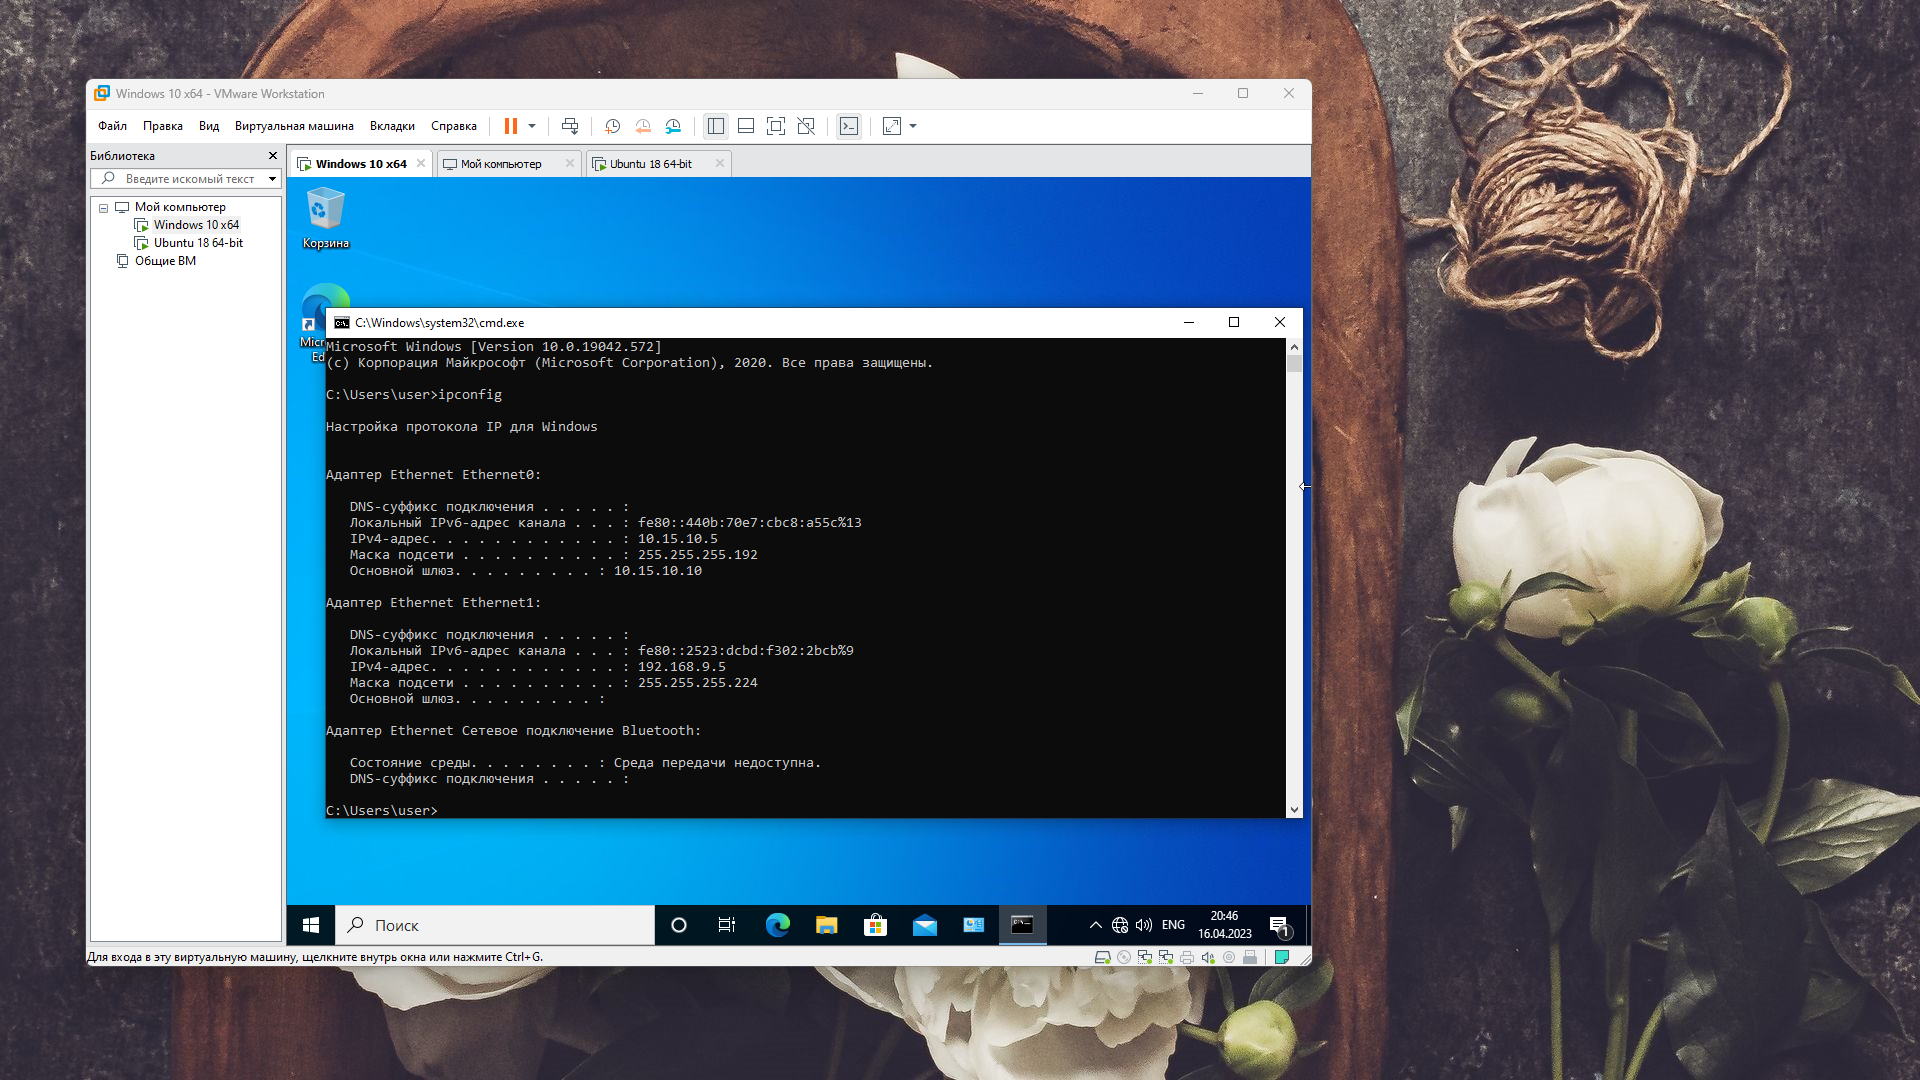 Windows 10 x64 - VMware Workstation
Файл Правка Вид Виртуальная машина Вкладки Справка
Библиотека
Введите искомый текст
Мой компьютер
Windows 10 x64
Ubuntu 18 64-bit
Общие ВМ
Windows 10 x64 Мой компьютер Ubuntu 18 64-bit
Корзина
C:\Windows\system32\cmd.exe
Microsoft Windows [Version 10.0.19042.572]
(c) Корпорация Майкрософт (Microsoft Corporation), 2020. Все права защищены.
C:\Users\user>ipconfig
Настройка протокола IP для Windows
Адаптер Ethernet Ethernet0:
DNS-суффикс подключения . . . . . :
Локальный IPv6-адрес канала . . . : fe80::440b:70e7:cbc8:a55c%13
IPv4-адрес. . . . . . . . . . . . : 10.15.10.5
Маска подсети . . . . . . . . . . : 255.255.255.192
Основной шлюз. . . . . . . . . : 10.15.10.10
Адаптер Ethernet Ethernet1:
DNS-суффикс подключения . . . . . :
Локальный IPv6-адрес канала . . . : fe80::2523:dcbd:f302:2bcb%9
IPv4-адрес. . . . . . . . . . . . : 192.168.9.5
Маска подсети . . . . . . . . . . : 255.255.255.224
Основной шлюз. . . . . . . . . :
Адаптер Ethernet Сетевое подключение Bluetooth:
Состояние среды. . . . . . . . : Среда передачи недоступна.
DNS-суффикс подключения . . . . . :
C:\Users\user>
Поиск
ENG
20:46
16.04.2023
1
Для входа в эту виртуальную машину, щелкните внутрь окна или нажмите Ctrl+G.